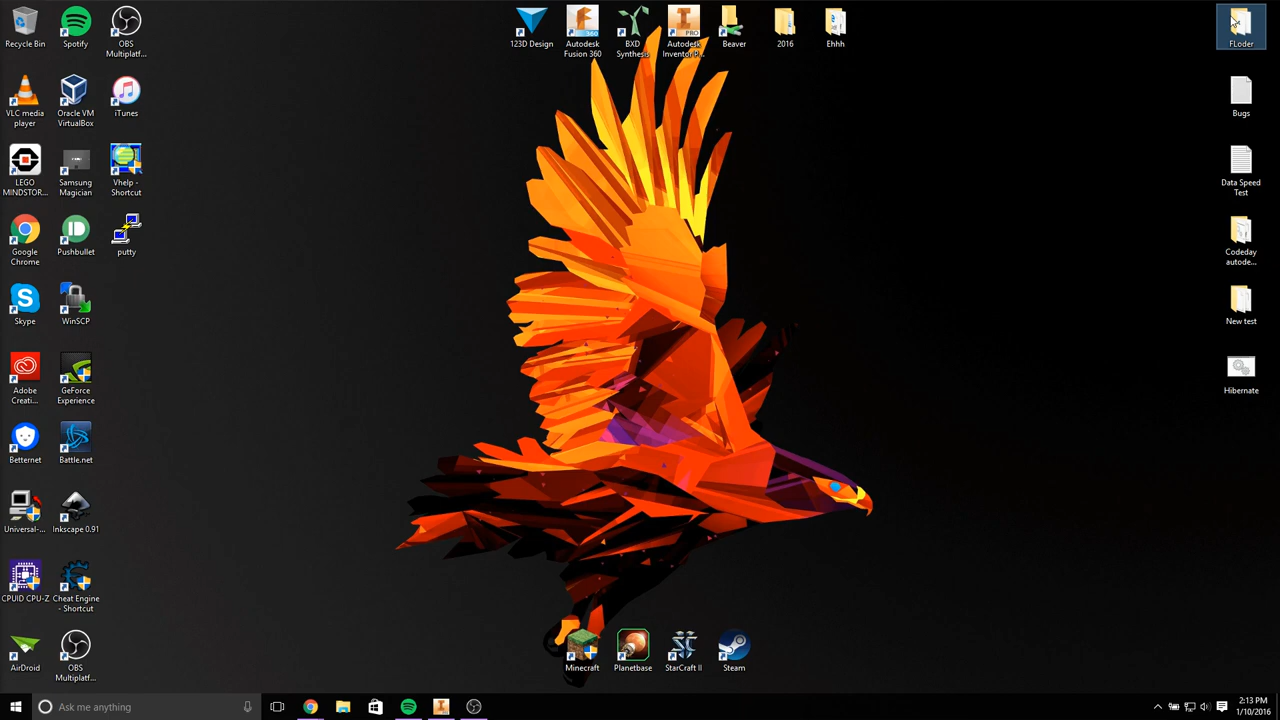 Recycle Bin
Spotify
OBS
Multiplatf...
123D Design
Autodesk
Fusion 360
BXD
Synthesis
Autodesk
Inventor P...
Beaver
2016
Ehhh
FLoder
VLC media
player
Oracle VM
VirtualBox
iTunes
Bugs
LEGO
MINDSTOR...
Samsung
Magician
Vhelp -
Shortcut
Data Speed
Test
Google
Chrome
Pushbullet
putty
Codeday
autode...
Skype
WinSCP
New test
Adobe
Creati...
GeForce
Experience
Hibernate
Betternet
Battle.net
Universal-...
Inkscape 0.91
CPUID CPU-Z
Cheat Engine
- Shortcut
AirDroid
OBS
Multiplatf...
Minecraft
Planetbase
StarCraft II
Steam
Ask me anything
2:13 PM
1/10/2016